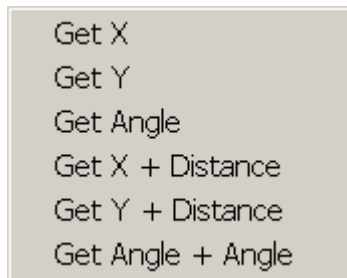 Get X
Get Y
Get Angle
Get X + Distance
Get Y + Distance
Get Angle + Angle